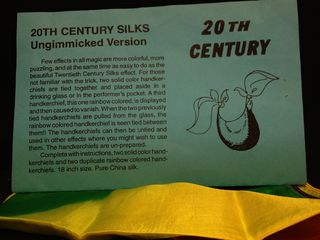 20TH CENTURY SILKS
Ungimmicked Version
Few effects in all magic are more colorful, more
puzzling, and at the same time as easy to do as the
beautiful Twentieth Century Silks effect. For those
not familiar with the trick, two solid color handker-
chiefs are tied together and placed aside in a
drinking glass or in the performer's pocket. A third
handkerchief, this one rainbow colored, is displayed
and then caused to vanish. When the two previously
tied handkerchiefs are pulled from the glass, the
rainbow colored handkerchief is seen tied between
them!! The handkerchiefs can then be untied and
used in other effects where you might wish to use
them. The handkerchiefs are un-prepared.
Complete with instructions, two solid color hand-
kerchiefs and two duplicate rainbow colored hand-
kerchiefs. 18 inch size. Pure China silk.
20TH
CENTURY